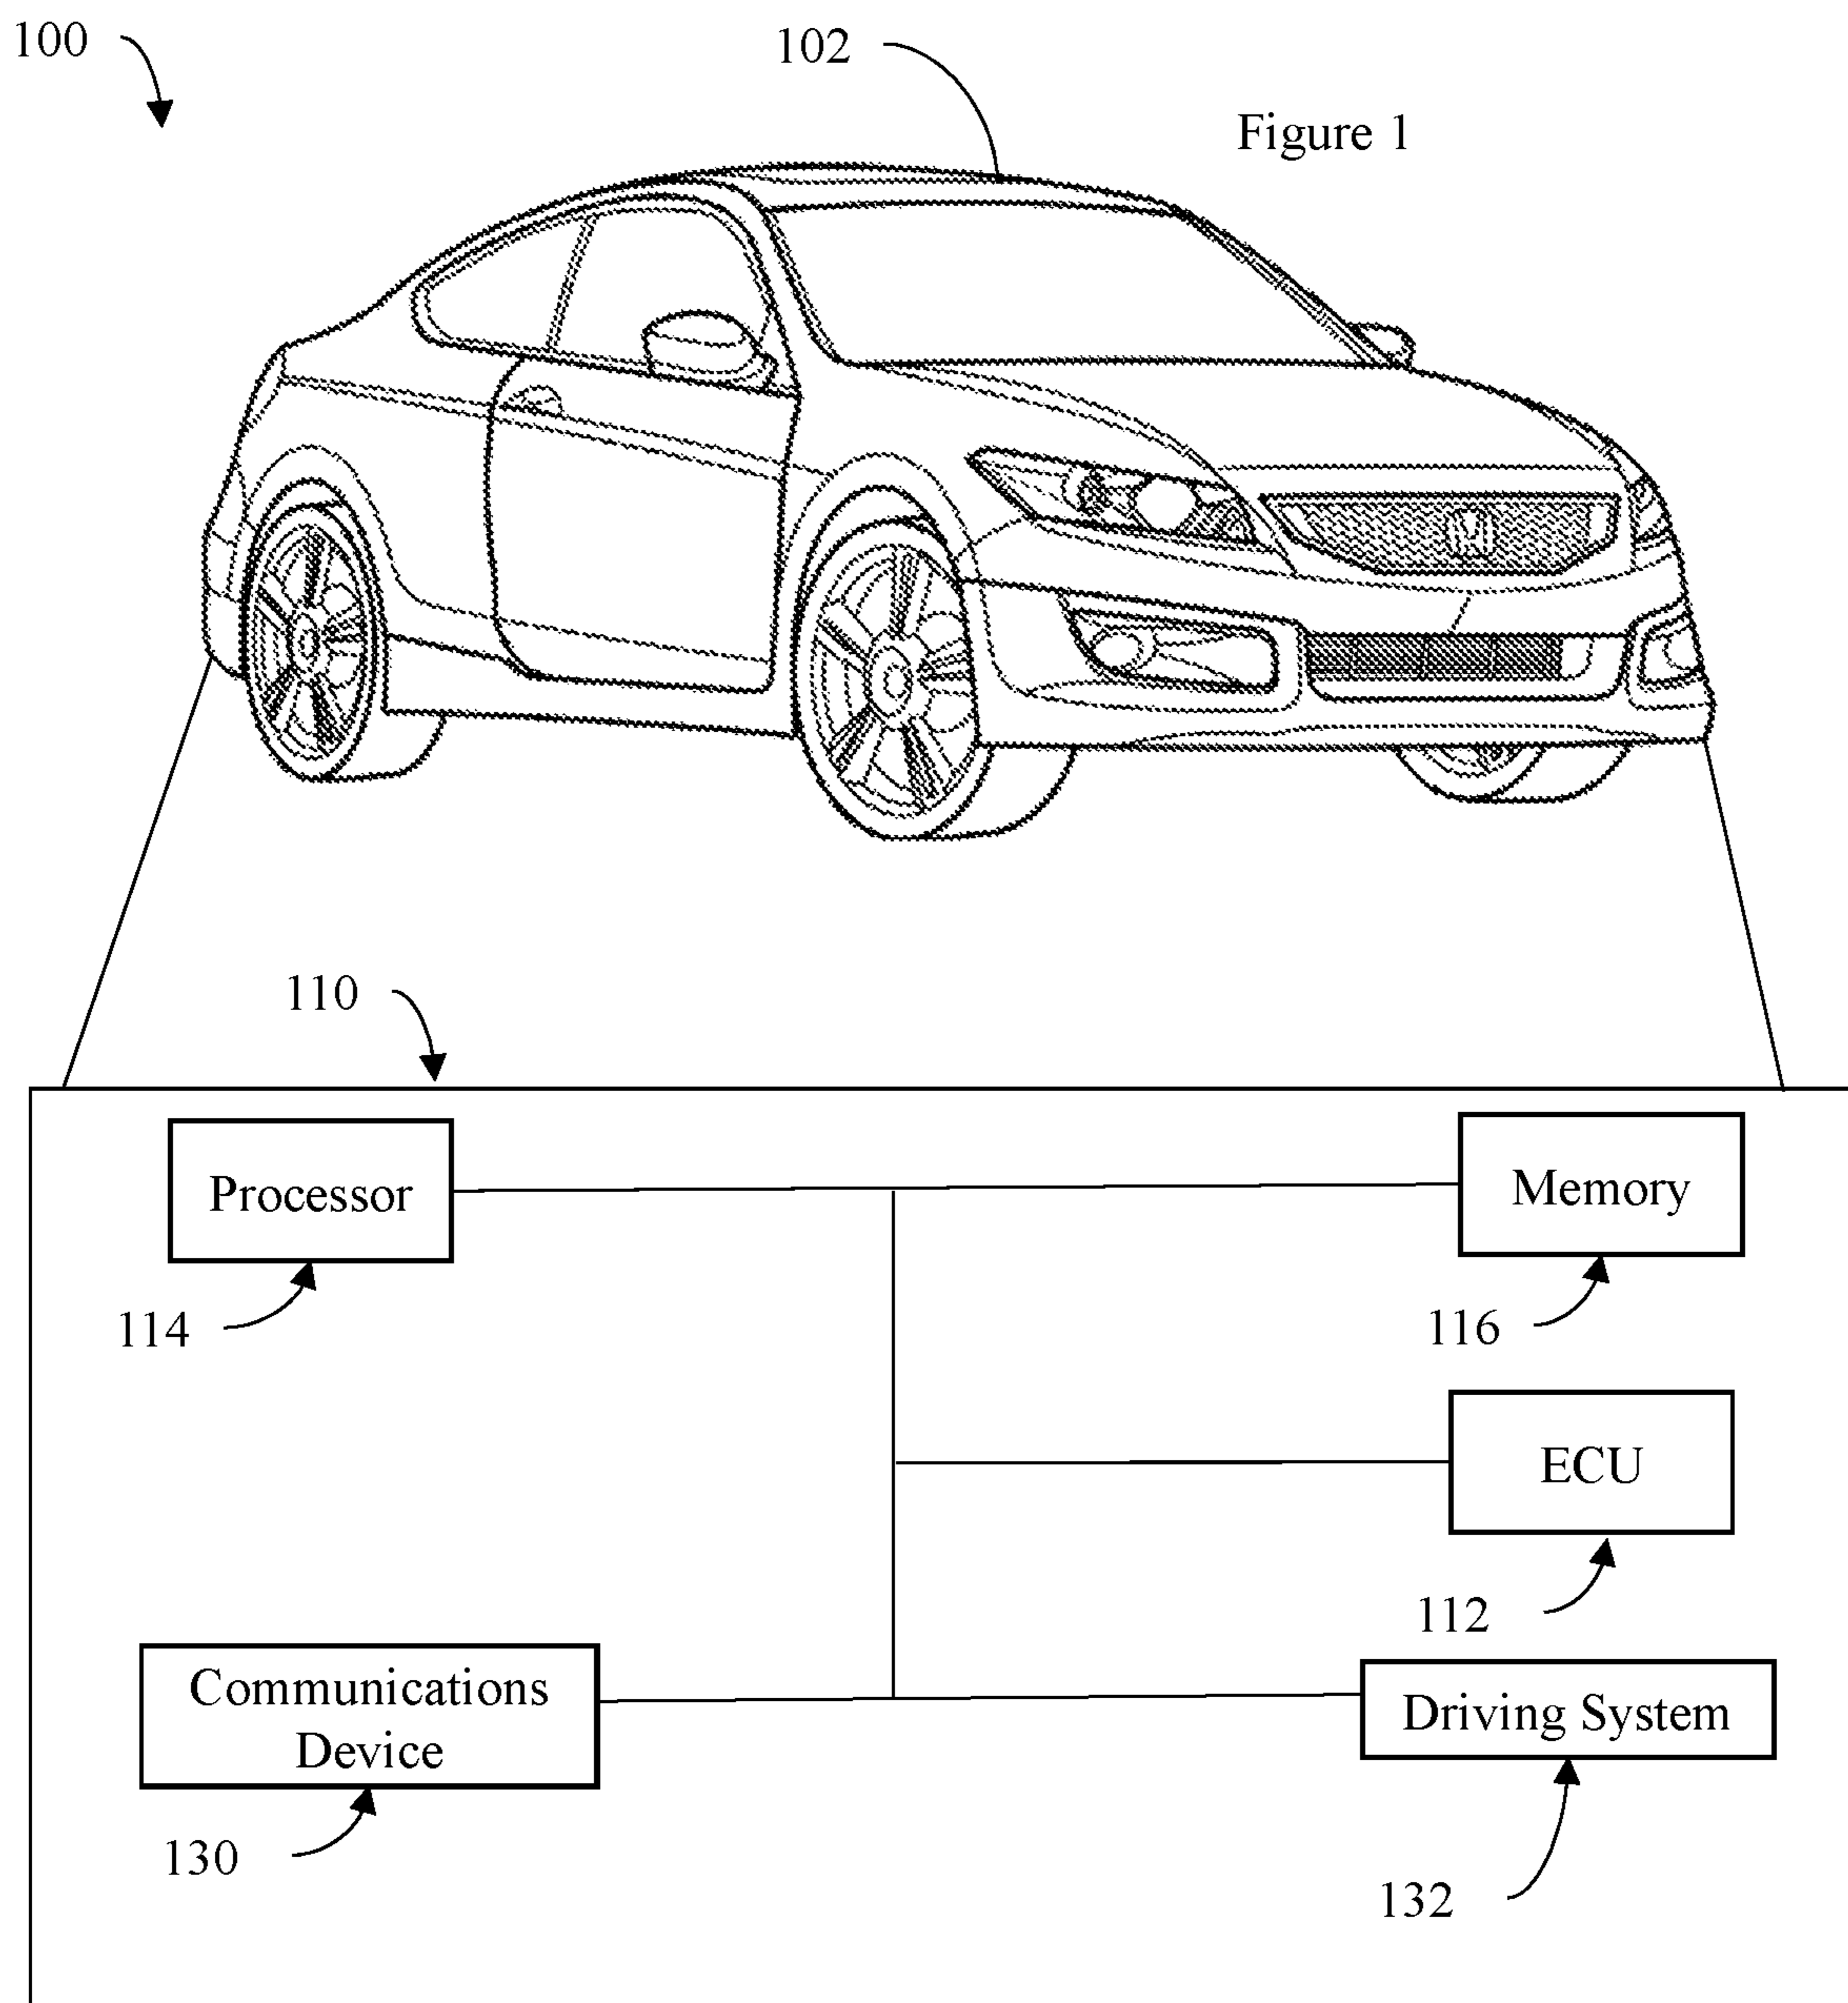 100
102
Figure 1
110
Processor
Memory
114
116
ECU
112
Communications
Device
Driving System
130
132